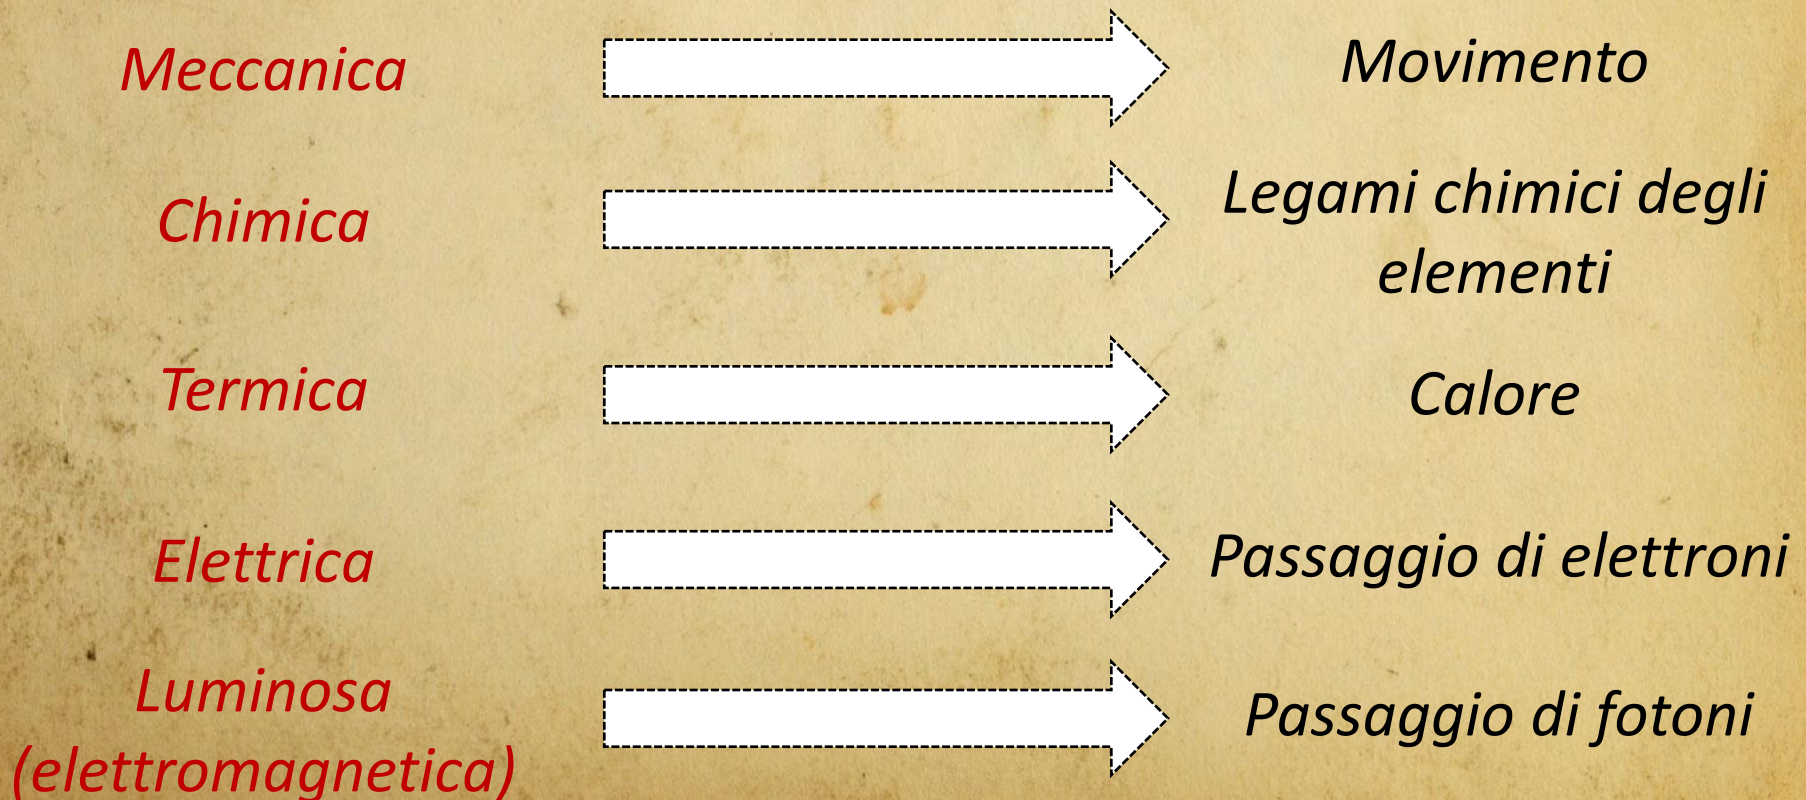 Meccanica
Movimento
Chimica
Legami chimici degli
elementi
Termica
Calore
Elettrica
Passaggio di elettroni
Luminosa
(elettromagnetica)
Passaggio di fotoni